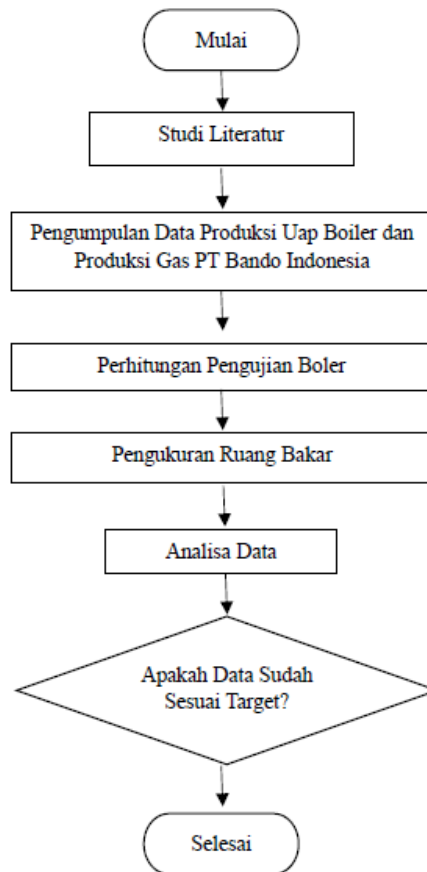 Mulai
Studi Literatur
Pengumpulan Data Produksi Uap Boiler dan
Produksi Gas PT Bando Indonesia
Perhitungan Pengujian Boler
Pengukuran Ruang Bakar
Analisa Data
Apakah Data Sudah
Sesuai Target?
Selesai